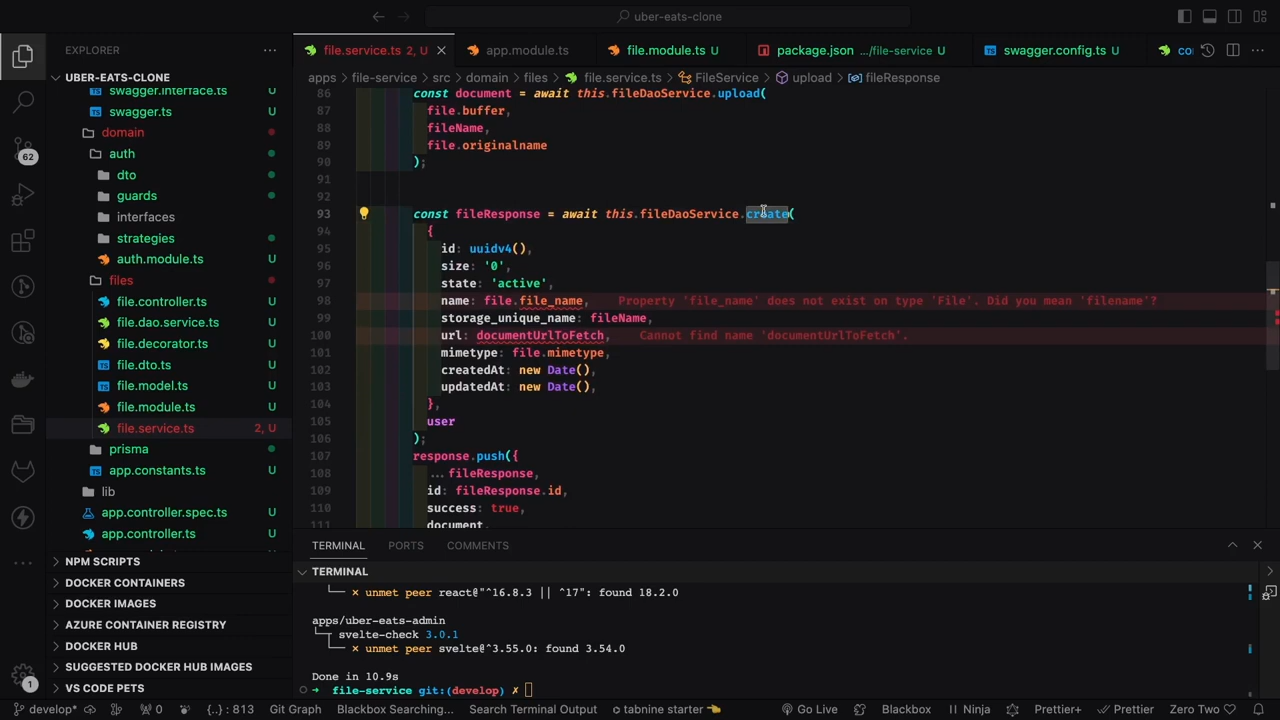 uber-eats-clone
EXPLORER
UBER-EATS-CLONE
swagger.interface.ts U
swagger.ts U
domain
auth
dto
guards
interfaces
strategies
auth.module.ts U
files
file.controller.ts U
file.dao.service.ts U
file.decorator.ts U
file.dto.ts U
file.model.ts U
file.module.ts U
file.service.ts 2, U
prisma
app.constants.ts U
lib
app.controller.spec.ts U
app.controller.ts U
NPM SCRIPTS
DOCKER CONTAINERS
DOCKER IMAGES
AZURE CONTAINER REGISTRY
DOCKER HUB
SUGGESTED DOCKER HUB IMAGES
VS CODE PETS
62
1
file.service.ts 2, U
app.module.ts
file.module.ts U
package.json .../file-service U
swagger.config.ts U
co
apps > file-service > src > domain > files > file.service.ts > FileService > upload > fileResponse
86 const document = await this.fileDaoService.upload(
87 file.buffer,
88 fileName,
89 file.originalname
90 );
91
92
93 const fileResponse = await this.fileDaoService.create(
94 {
95 id: uuidv4(),
96 size: '0',
97 state: 'active',
98 name: file.file_name, Property 'file_name' does not exist on type 'File'. Did you mean 'filename'?
99 storage_unique_name: fileName,
100 url: documentUrlToFetch, Cannot find name 'documentUrlToFetch'.
101 mimetype: file.mimetype,
102 createdAt: new Date(),
103 updatedAt: new Date(),
104 },
105 user
106 );
107 response.push({
108 ...fileResponse,
109 id: fileResponse.id,
110 success: true,
111 document,
TERMINAL PORTS COMMENTS
TERMINAL
└── × unmet peer react@"^16.8.3 || ^17": found 18.2.0
apps/uber-eats-admin
└─┬ svelte-check 3.0.1
└── × unmet peer svelte@^3.55.0: found 3.54.0
Done in 10.9s
➜ file-service git:(develop) ✗
develop* 0 {..} : 813 Git Graph Blackbox Searching... Search Terminal Output tabnine starter Go Live Blackbox Ninja Prettier+ Prettier Zero Two